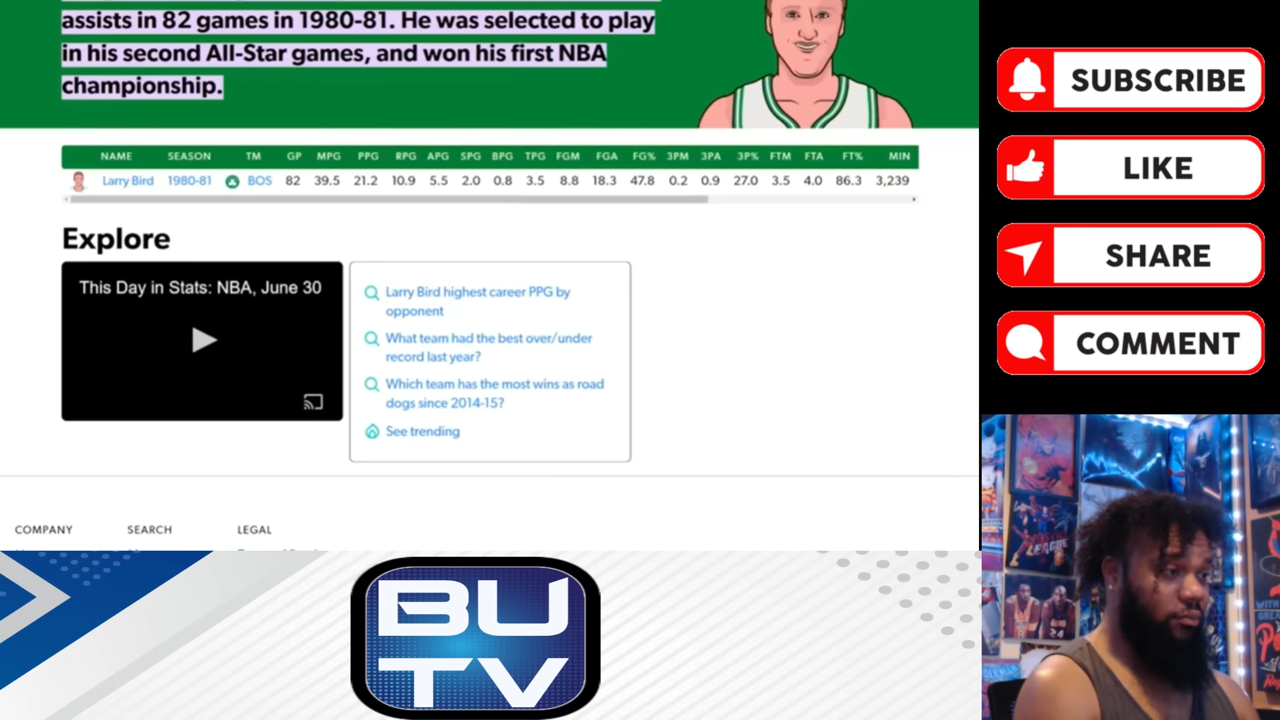 assists in 82 games in 1980-81. He was selected to play
in his second All-Star games, and won his first NBA
championship.
NAME SEASON TM GP MPG PPG RPG APG SPG BPG TPG FGM FGA FG% 3PM 3PA 3P% FTM FTA FT% MIN
Larry Bird 1980-81 BOS 82 39.5 21.2 10.9 5.5 2.0 0.8 3.5 8.8 18.3 47.8 0.2 0.9 27.0 3.5 4.0 86.3 3,239
Explore
This Day in Stats: NBA, June 30
Larry Bird highest career PPG by
opponent
What team had the best over/under
record last year?
Which team has the most wins as road
dogs since 2014-15?
See trending
COMPANY SEARCH LEGAL
BU
TV
SUBSCRIBE
LIKE
SHARE
COMMENT
LEAGUE
24